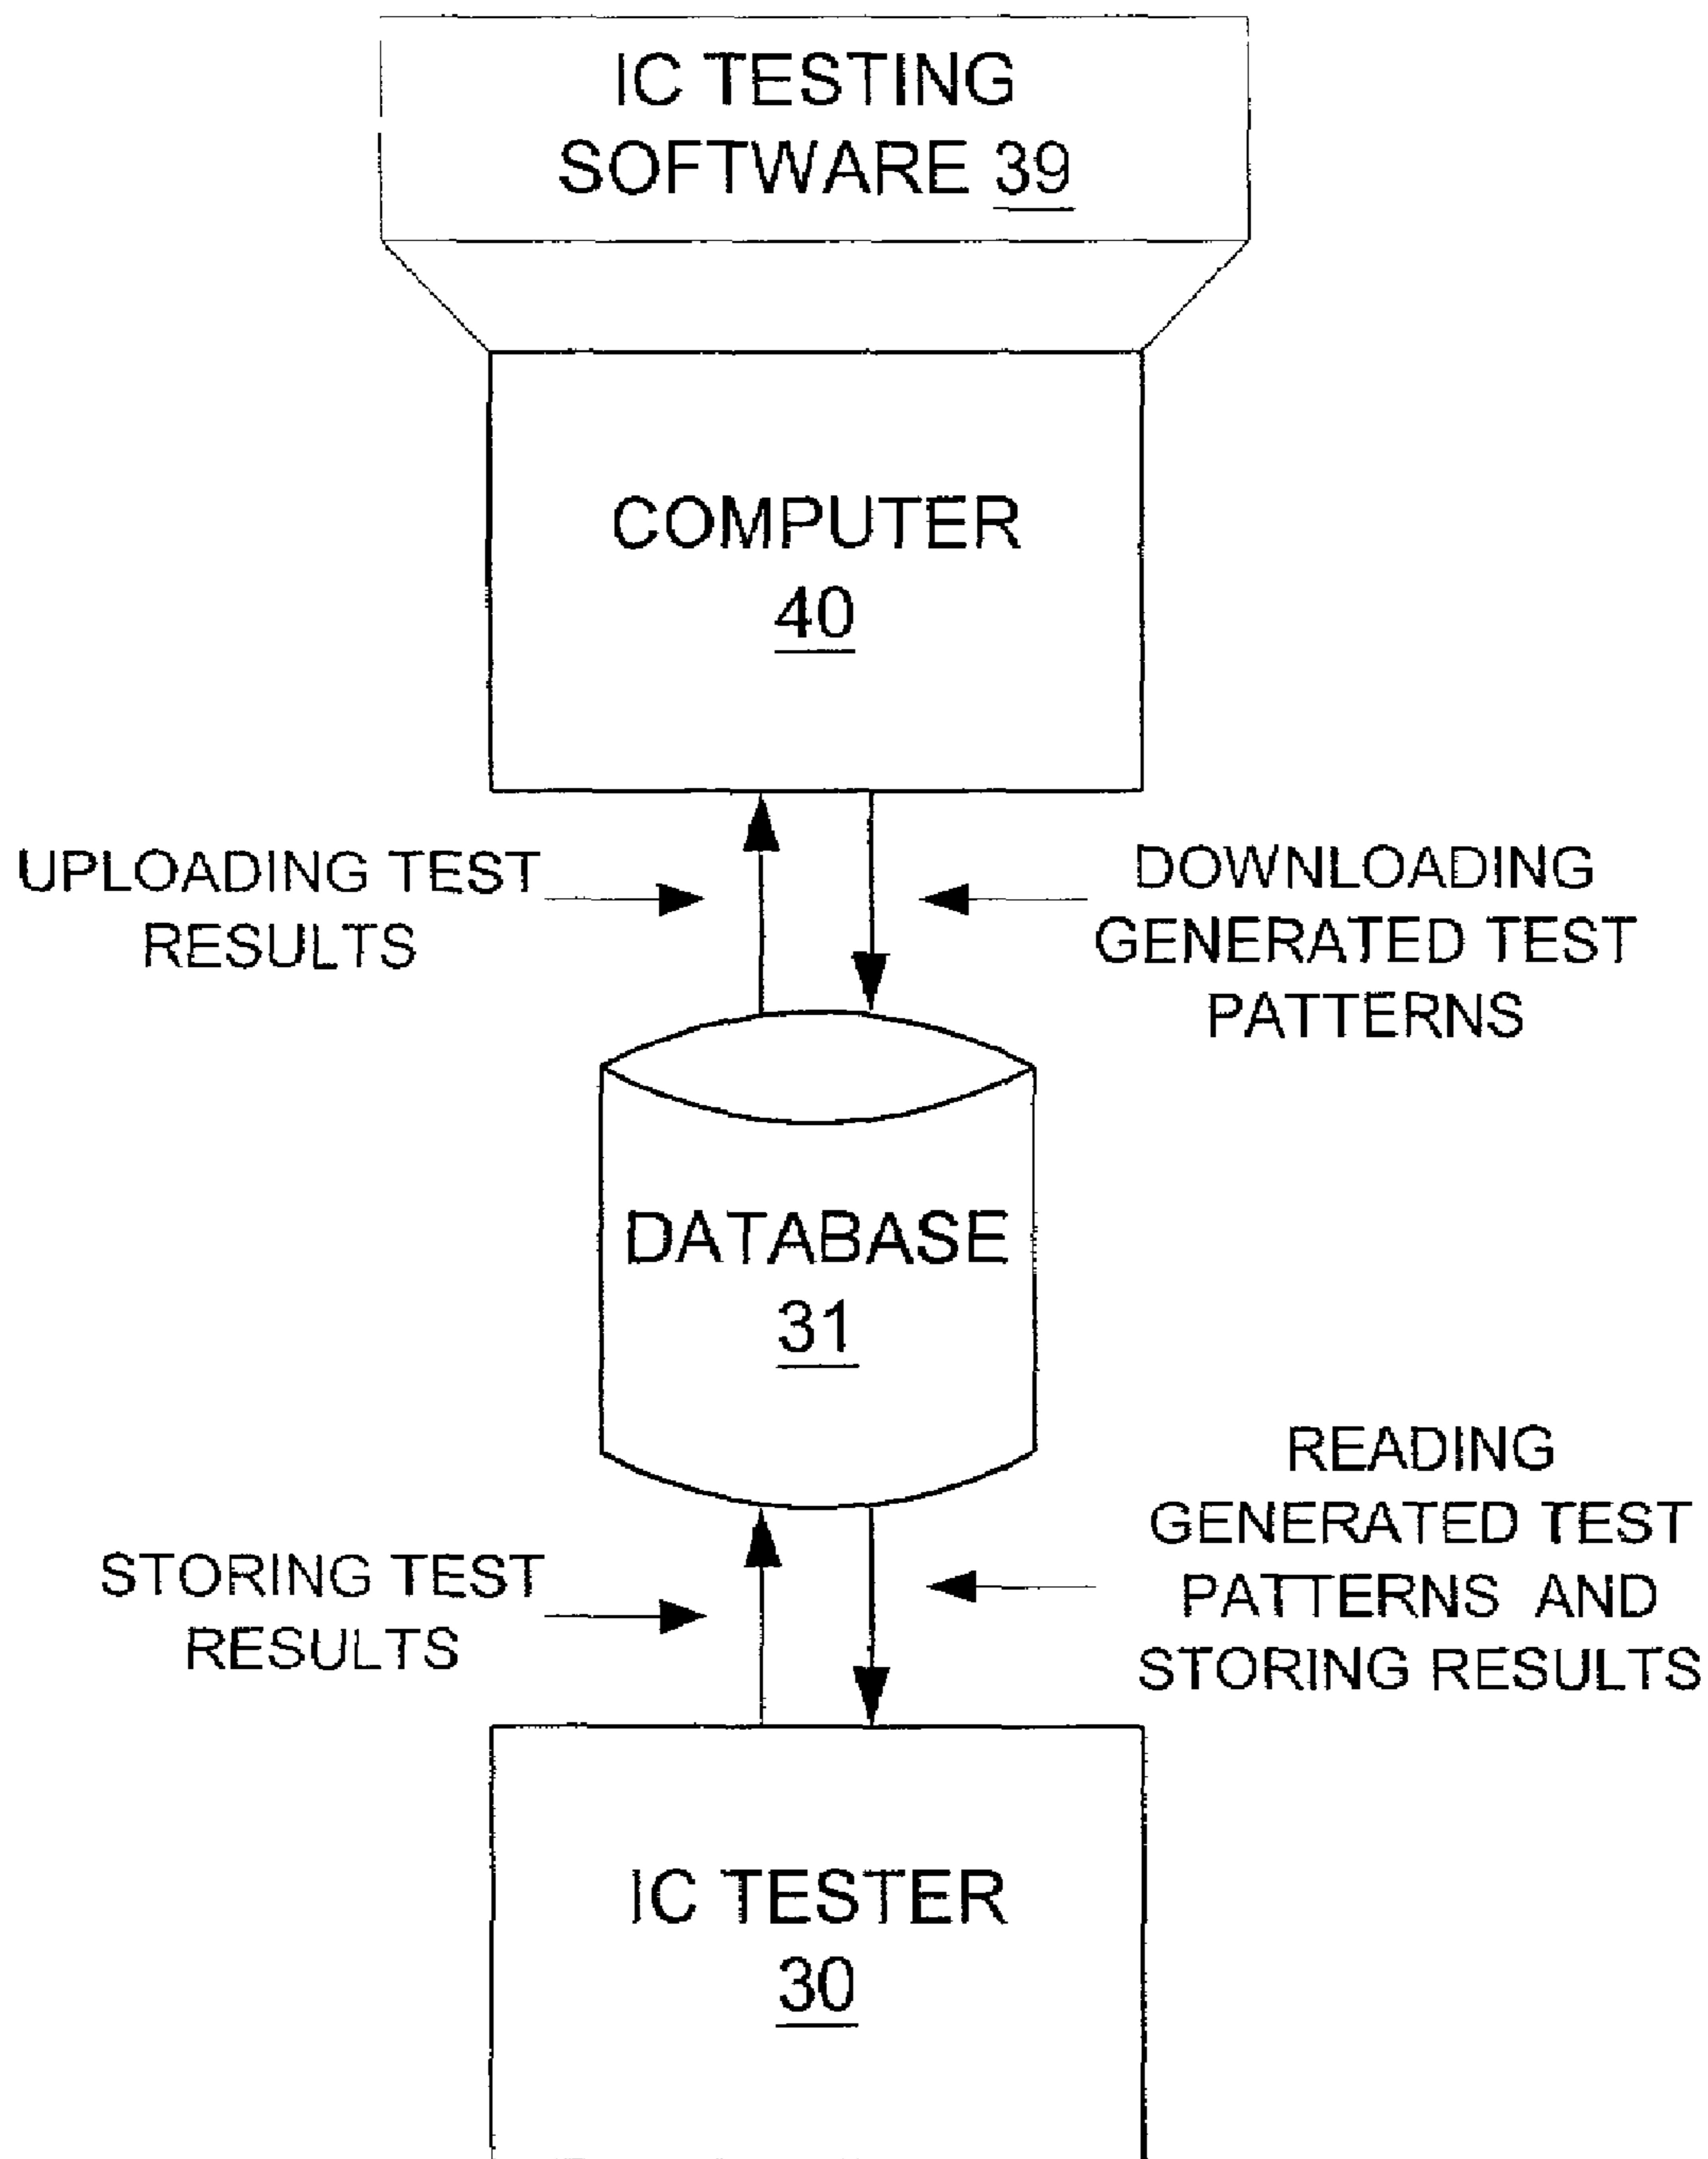 IC TESTING
SOFTWARE 39
COMPUTER
40
UPLOADING TEST
RESULTS
DOWNLOADING
GENERATED TEST
PATTERNS
DATABASE
31
STORING TEST
RESULTS
READING
GENERATED TEST
PATTERNS AND
STORING RESULTS
IC TESTER
30